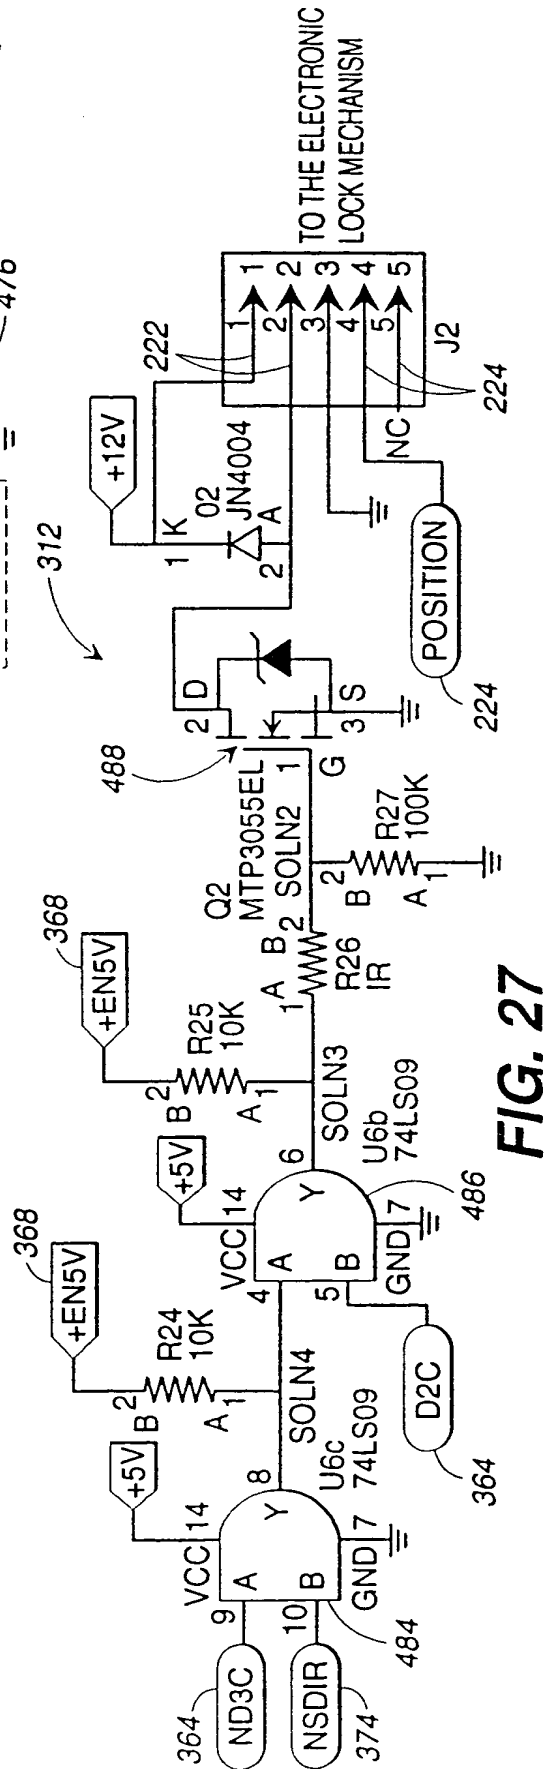 476
312
+12V
02
JN4004
1
K
2
A
222
1
2
3
4
5
1
2
3
4
5
NC
J2
224
TO THE ELECTRONIC
LOCK MECHANISM
POSITION
224
488
Q2
MTP3055EL
2
D
1
G
3
S
SOLN2
R27
100K
2
B
A
1
368
+EN5V
R25
10K
2
B
A
1
1
A
B
2
R26
IR
SOLN3
368
+EN5V
R24
10K
2
B
A
1
+5V
VCC
14
4
A
5
B
Y
6
GND
7
U6b
74LS09
486
SOLN4
D2C
364
+5V
VCC
14
9
A
10
B
Y
8
GND
7
U6c
74LS09
484
364
ND3C
NSDIR
374
FIG. 27